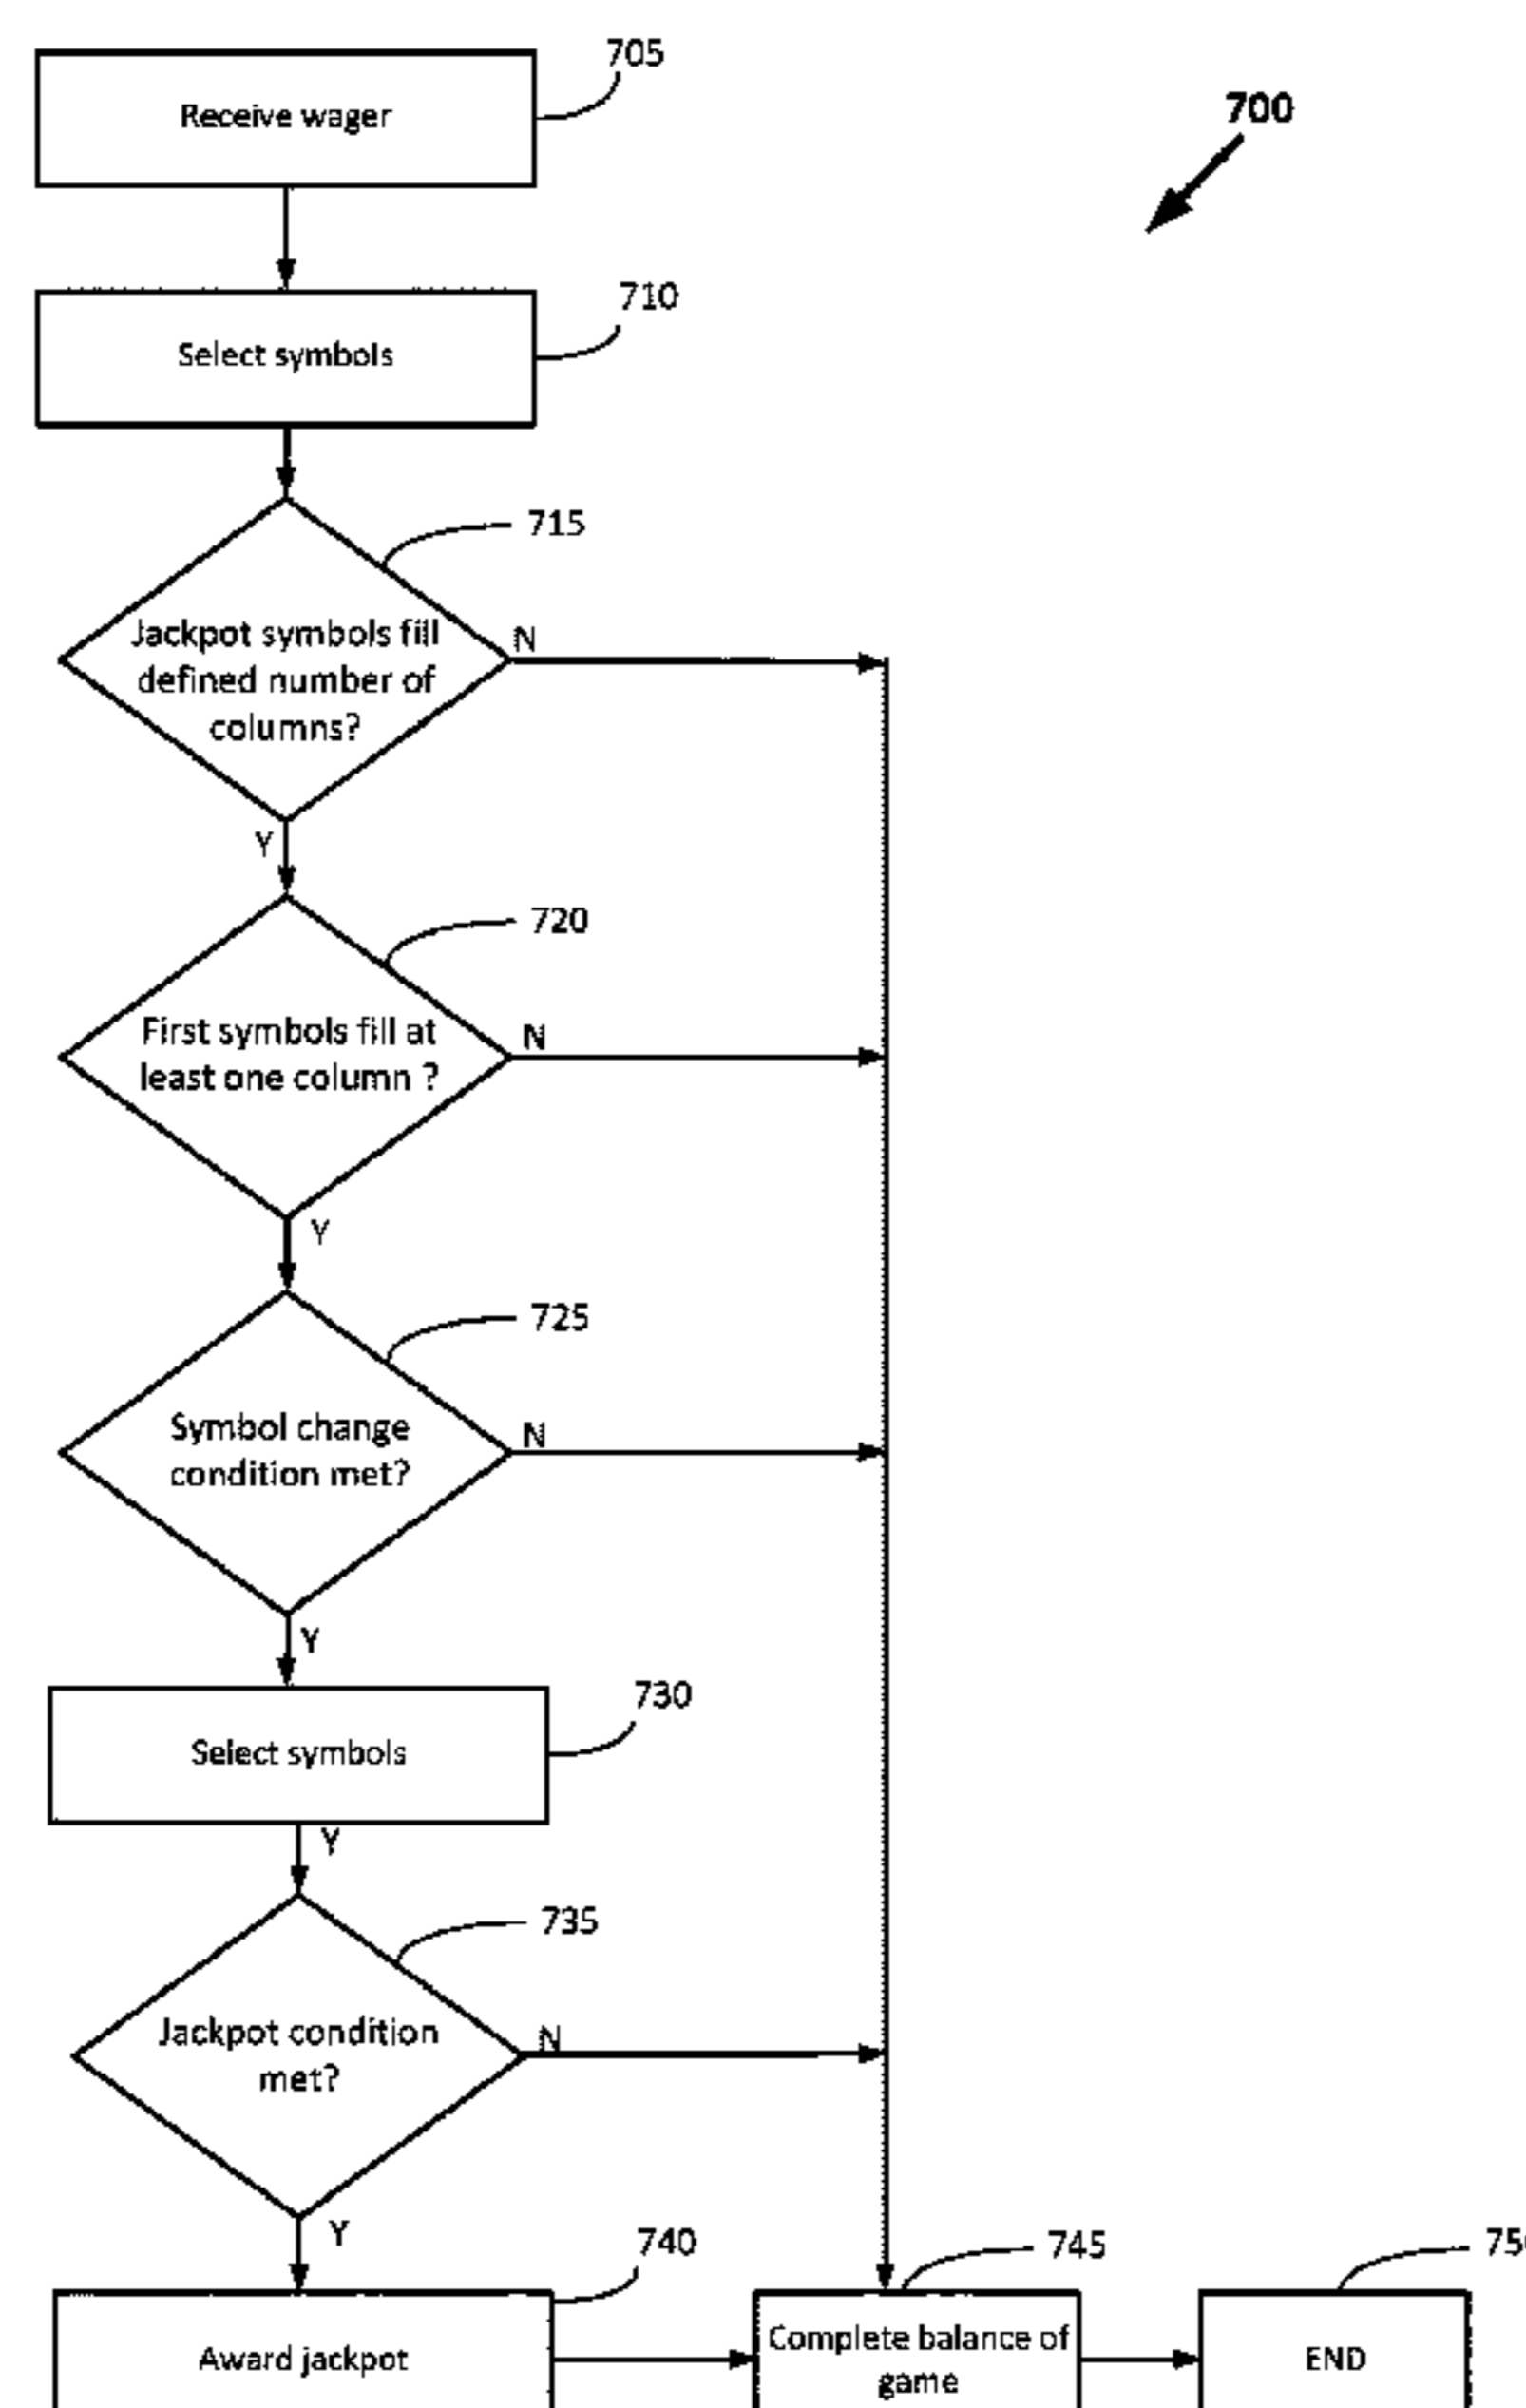 705
Receive wager
700
710
Select symbols
715
Jackpot symbols fill
defined number of
columns?
N
Y
720
First symbols fill at
least one column ?
N
Y
725
Symbol change
condition met?
N
Y
730
Select symbols
Y
735
Jackpot condition
met?
N
Y
740
745
Award jackpot
Complete balance of
game
END